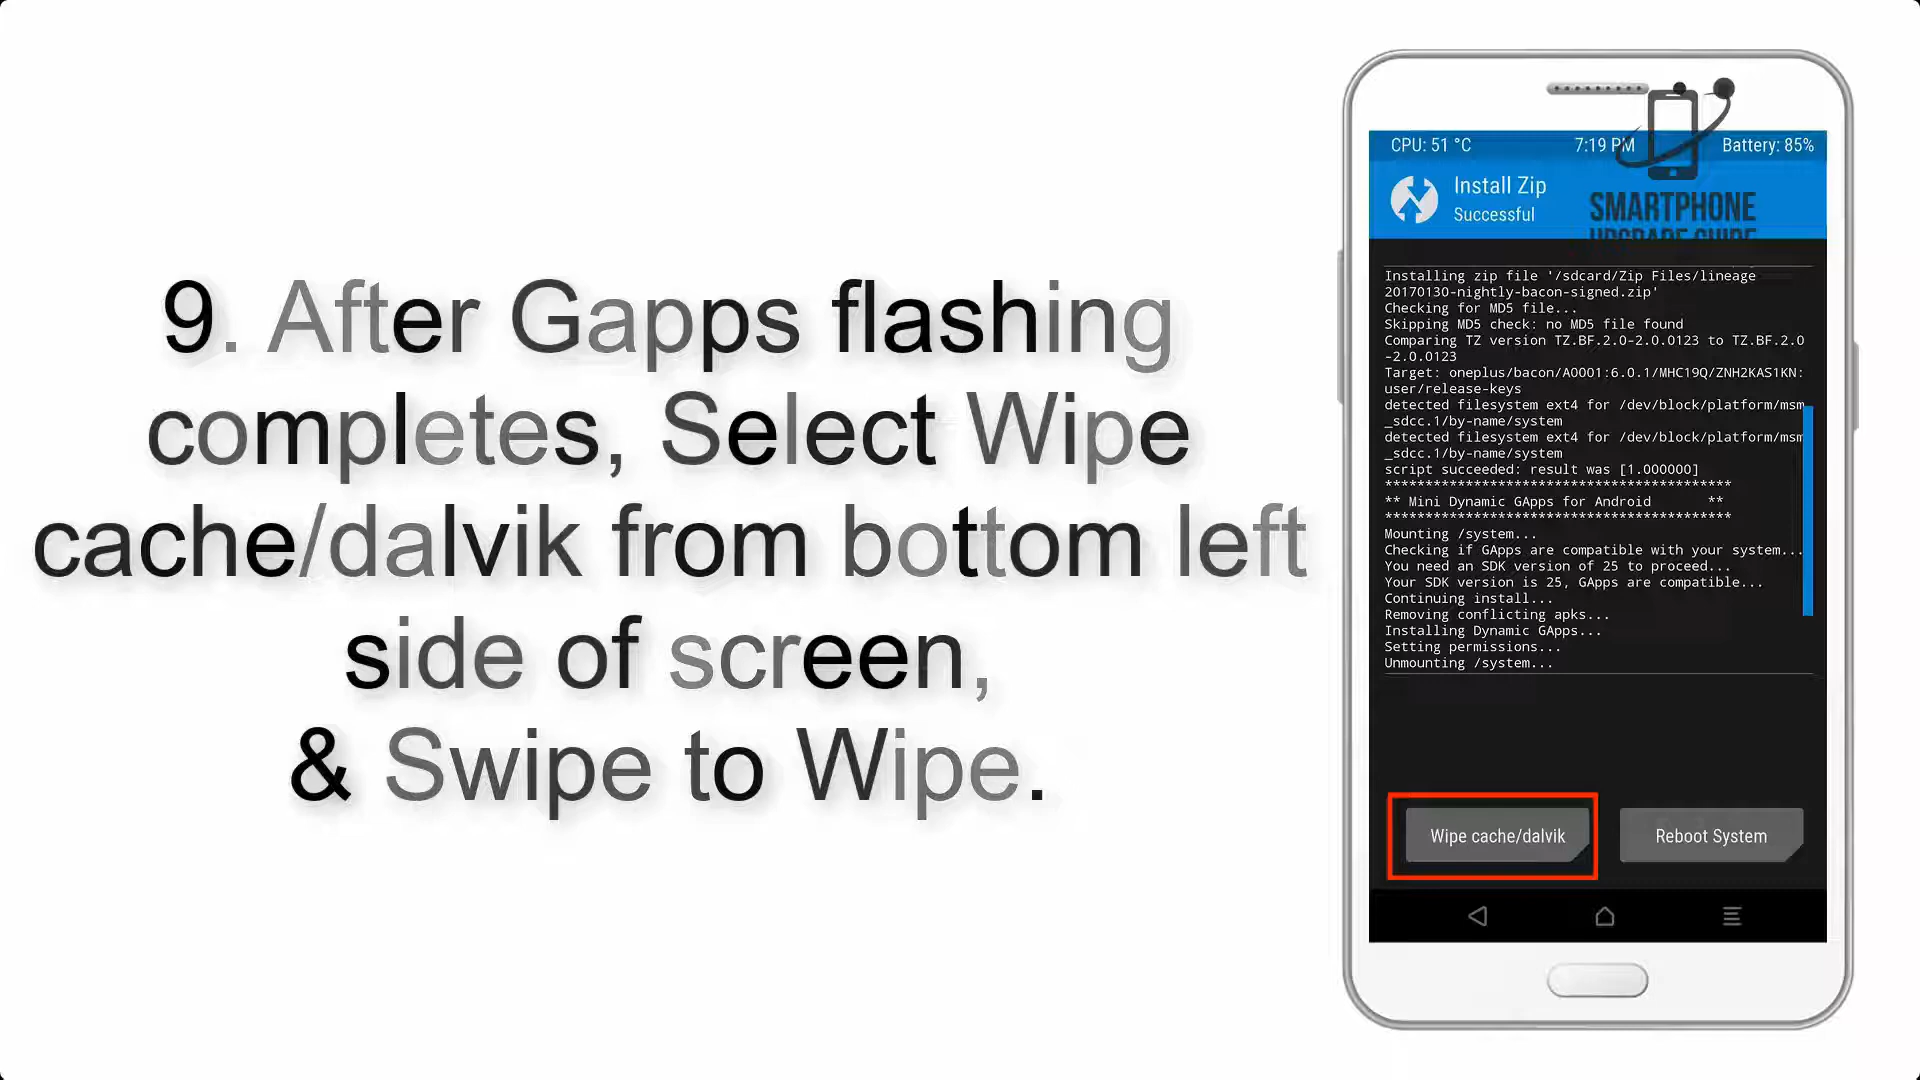 9. After Gapps flashing
completes, Select Wipe
cache/dalvik from bottom left
side of screen,
& Swipe to Wipe.
CPU: 51 °C 7:19 PM Battery: 85%
Install Zip
Successful
SMARTPHONE
UPGRADE GUIDE
Installing zip file '/sdcard/Zip Files/lineage
20170130-nightly-bacon-signed.zip'
Checking for MD5 file...
Skipping MD5 check: no MD5 file found
Comparing TZ version TZ.BF.2.0-2.0.0123 to TZ.BF.2.0
-2.0.0123
Target: oneplus/bacon/A0001:6.0.1/MHC19Q/ZNH2KAS1KN:
user/release-keys
detected filesystem ext4 for /dev/block/platform/msm
_sdcc.1/by-name/system
detected filesystem ext4 for /dev/block/platform/msm
_sdcc.1/by-name/system
script succeeded: result was [1.000000]
*******************************************
** Mini Dynamic GApps for Android **
*******************************************
Mounting /system...
Checking if GApps are compatible with your system...
You need an SDK version of 25 to proceed...
Your SDK version is 25, GApps are compatible...
Continuing install...
Removing conflicting apks...
Installing Dynamic GApps...
Setting permissions...
Unmounting /system...
Wipe cache/dalvik
Reboot System